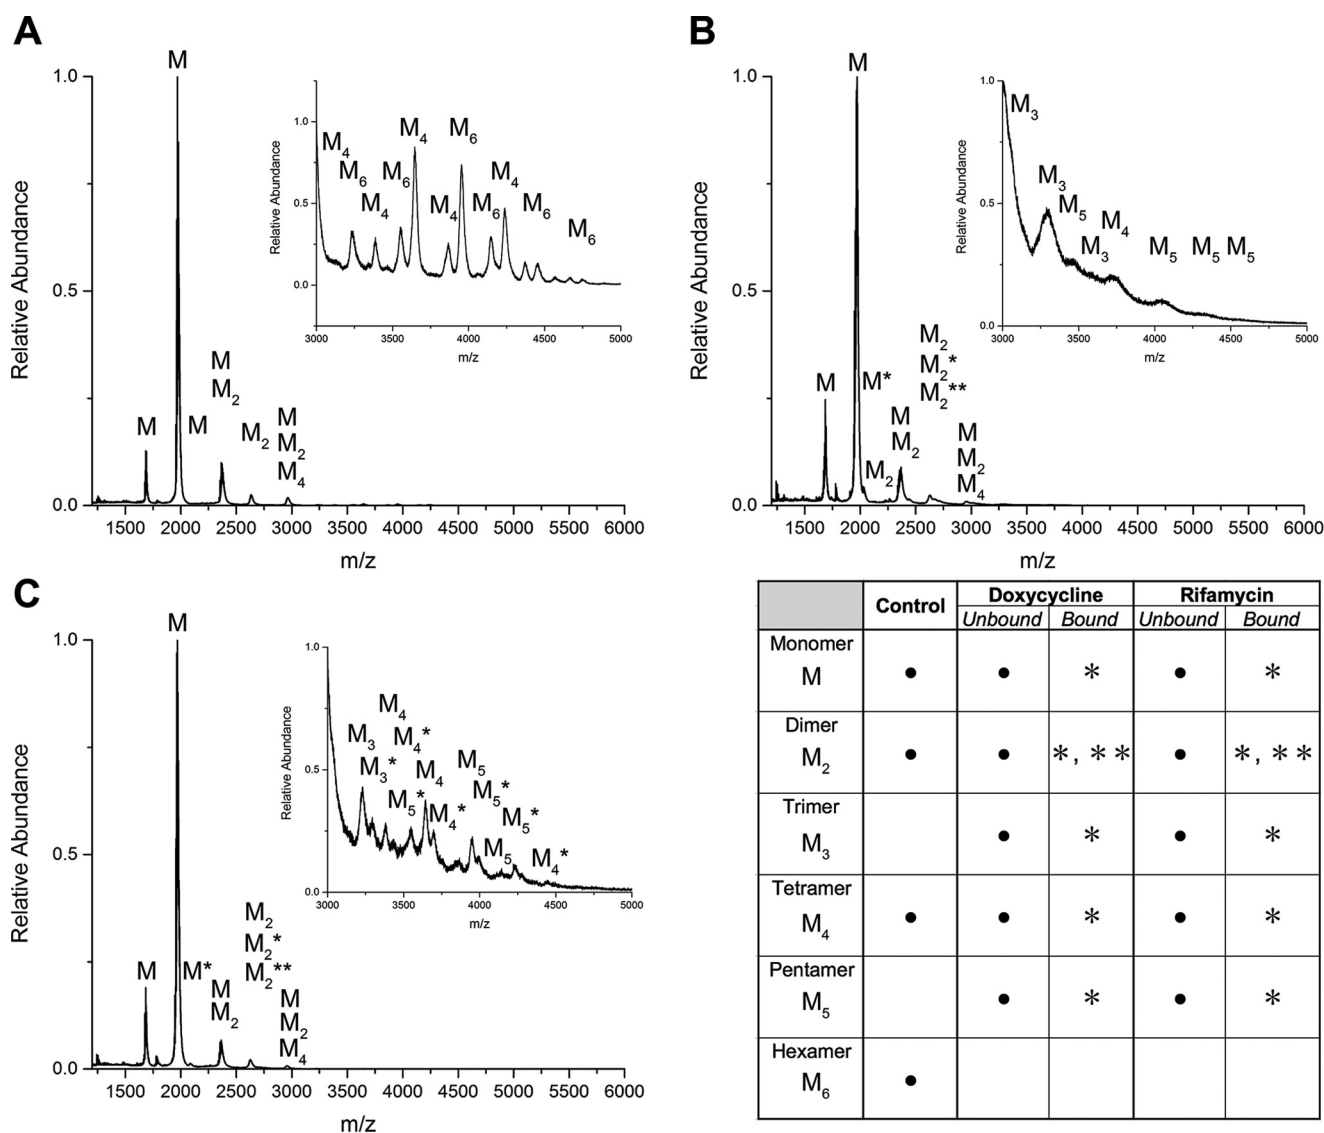 A
M
1.0
0.5
0.0
Relative Abundance
M
M
M
M₂
M₂
M
M₂
M₄
1500 2000 2500 3000 3500 4000 4500 5000 5500 6000
m/z
1.0
0.5
0.0
Relative Abundance
M₄
M₆
M₄
M₆
M₄
M₄
M₆
M₆
M₄
M₆
M₆
3000 3500 4000 4500 5000
m/z
B
M
1.0
0.5
0.0
Relative Abundance
M
M*
M₂
M
M₂
M₂
M₂*
M₂**
M
M₂
M₄
1500 2000 2500 3000 3500 4000 4500 5000 5500 6000
m/z
1.0
0.5
0.0
Relative Abundance
M₃
M₃
M₅
M₃
M₄
M₅ M₅ M₅
3000 3500 4000 4500 5000
m/z
C
M
1.0
0.5
0.0
Relative Abundance
M
M*
M
M₂
M₂
M₂*
M₂**
M
M₂
M₄
1500 2000 2500 3000 3500 4000 4500 5000 5500 6000
m/z
1.0
0.5
0.0
Relative Abundance
M₃
M₃*
M₄
M₄*
M₅*
M₄
M₄*
M₅
M₅*
M₅
M₅*
M₄*
3000 3500 4000 4500 5000
m/z
Control Doxycycline Rifamycin
Unbound Bound Unbound Bound
Monomer
M ● ● * ● *
Dimer
M₂ ● ● *, ** ● *, **
Trimer
M₃ ● * ● *
Tetramer
M₄ ● ● * ● *
Pentamer
M₅ ● * ● *
Hexamer
M₆ ●